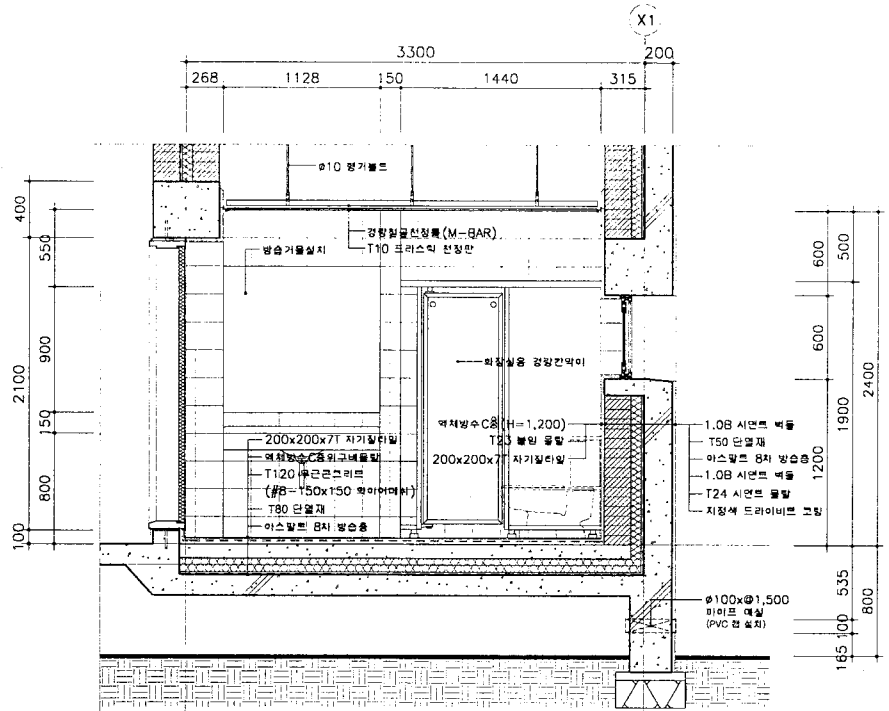 X1
3300
200
268
1128
150
1440
315
ø10 행거볼트
경량철골천정틀(M-BAR)
T10 프라스틱 천정판
방습거울설치
화장실용 경량칸막이
액체방수C종(H=1,200)
T23 붙임 몰탈
200x200x7T 자기질타일
200x200x7T 자기질타일
액체방수C종위구배몰탈
T120 무근콘크리트
(#8-150x150 와이어메쉬)
T80 단열재
아스팔트 8차 방습층
1.0B 시멘트 벽돌
T50 단열재
아스팔트 8차 방습층
1.0B 시멘트 벽돌
T24 시멘트 몰탈
지정색 드라이비트 코팅
ø100x@1,500
파이프 매설
(PVC 캡 설치)
400
2100
100
550
900
150
800
600
600
1200
500
1900
2400
535
100
165
800